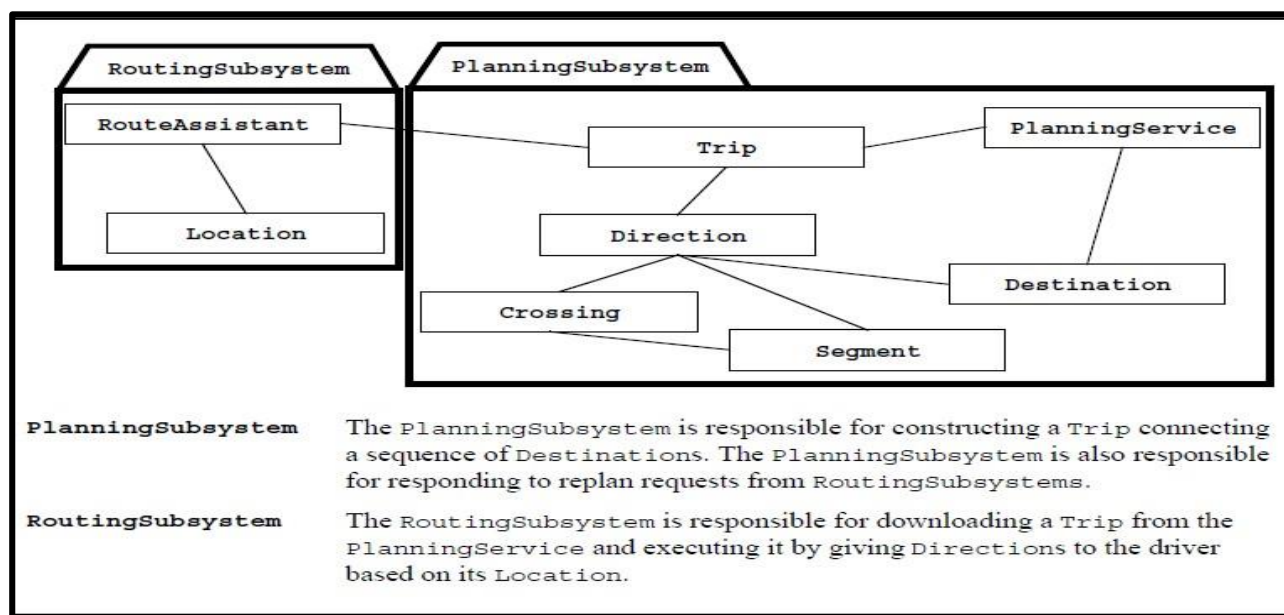 RoutingSubsystem
PlanningSubsystem
RouteAssistant
PlanningService
Trip
Location
Direction
Destination
Crossing
Segment
PlanningSubsystem The PlanningSubsystem is responsible for constructing a Trip connecting
a sequence of Destinations. The PlanningSubsystem is also responsible
for responding to replan requests from RoutingSubsystems.
RoutingSubsystem The RoutingSubsystem is responsible for downloading a Trip from the
PlanningService and executing it by giving Directions to the driver
based on its Location.